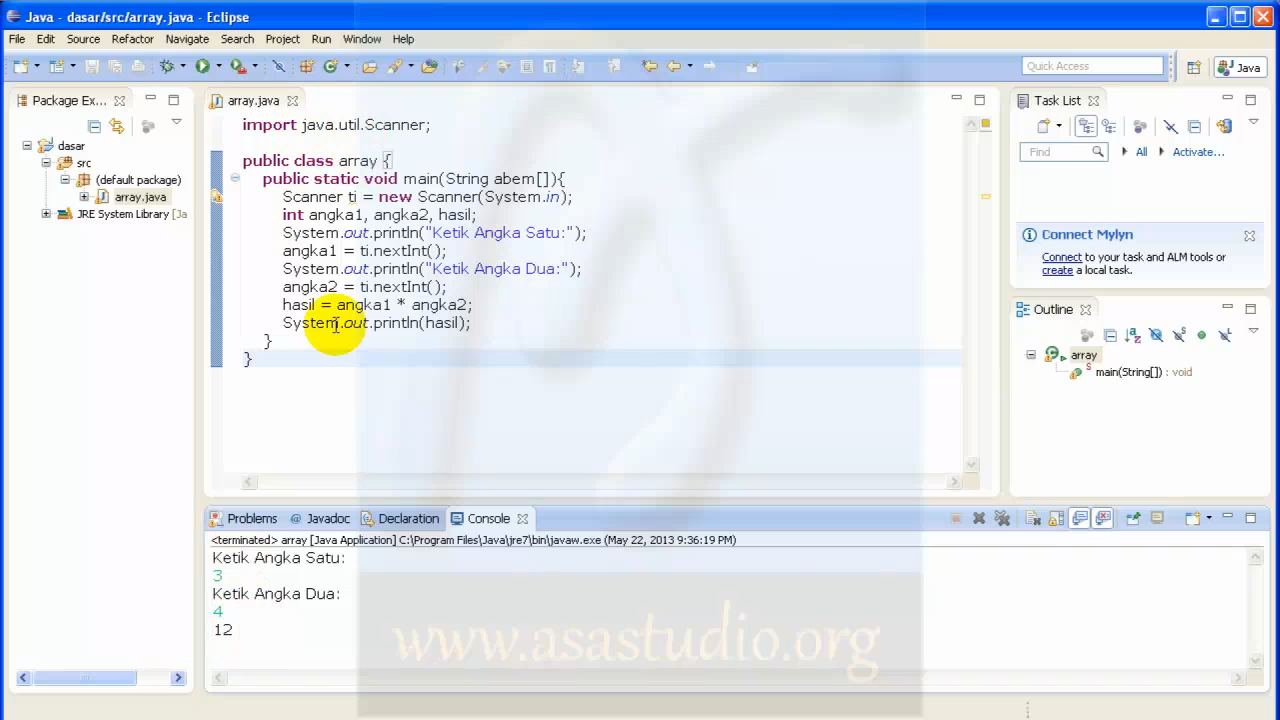 Java - dasar/src/array.java - Eclipse
File Edit Source Refactor Navigate Search Project Run Window Help
Quick Access
Java
Package Ex...
dasar
src
(default package)
array.java
JRE System Library [Ja
array.java
import java.util.Scanner;
public class array {
public static void main(String abem[]){
Scanner ti = new Scanner(System.in);
int angka1, angka2, hasil;
System.out.println("Ketik Angka Satu:");
angka1 = ti.nextInt();
System.out.println("Ketik Angka Dua:");
angka2 = ti.nextInt();
hasil = angka1 * angka2;
System.out.println(hasil);
}
}
Task List
Find
All
Activate...
Connect Mylyn
Connect to your task and ALM tools or
create a local task.
Outline
array
main(String[]) : void
Problems
@ Javadoc
Declaration
Console
<terminated> array [Java Application] C:\Program Files\Java\jre7\bin\javaw.exe (May 22, 2013 9:36:19 PM)
Ketik Angka Satu:
3
Ketik Angka Dua:
4
12
www.asastudio.org